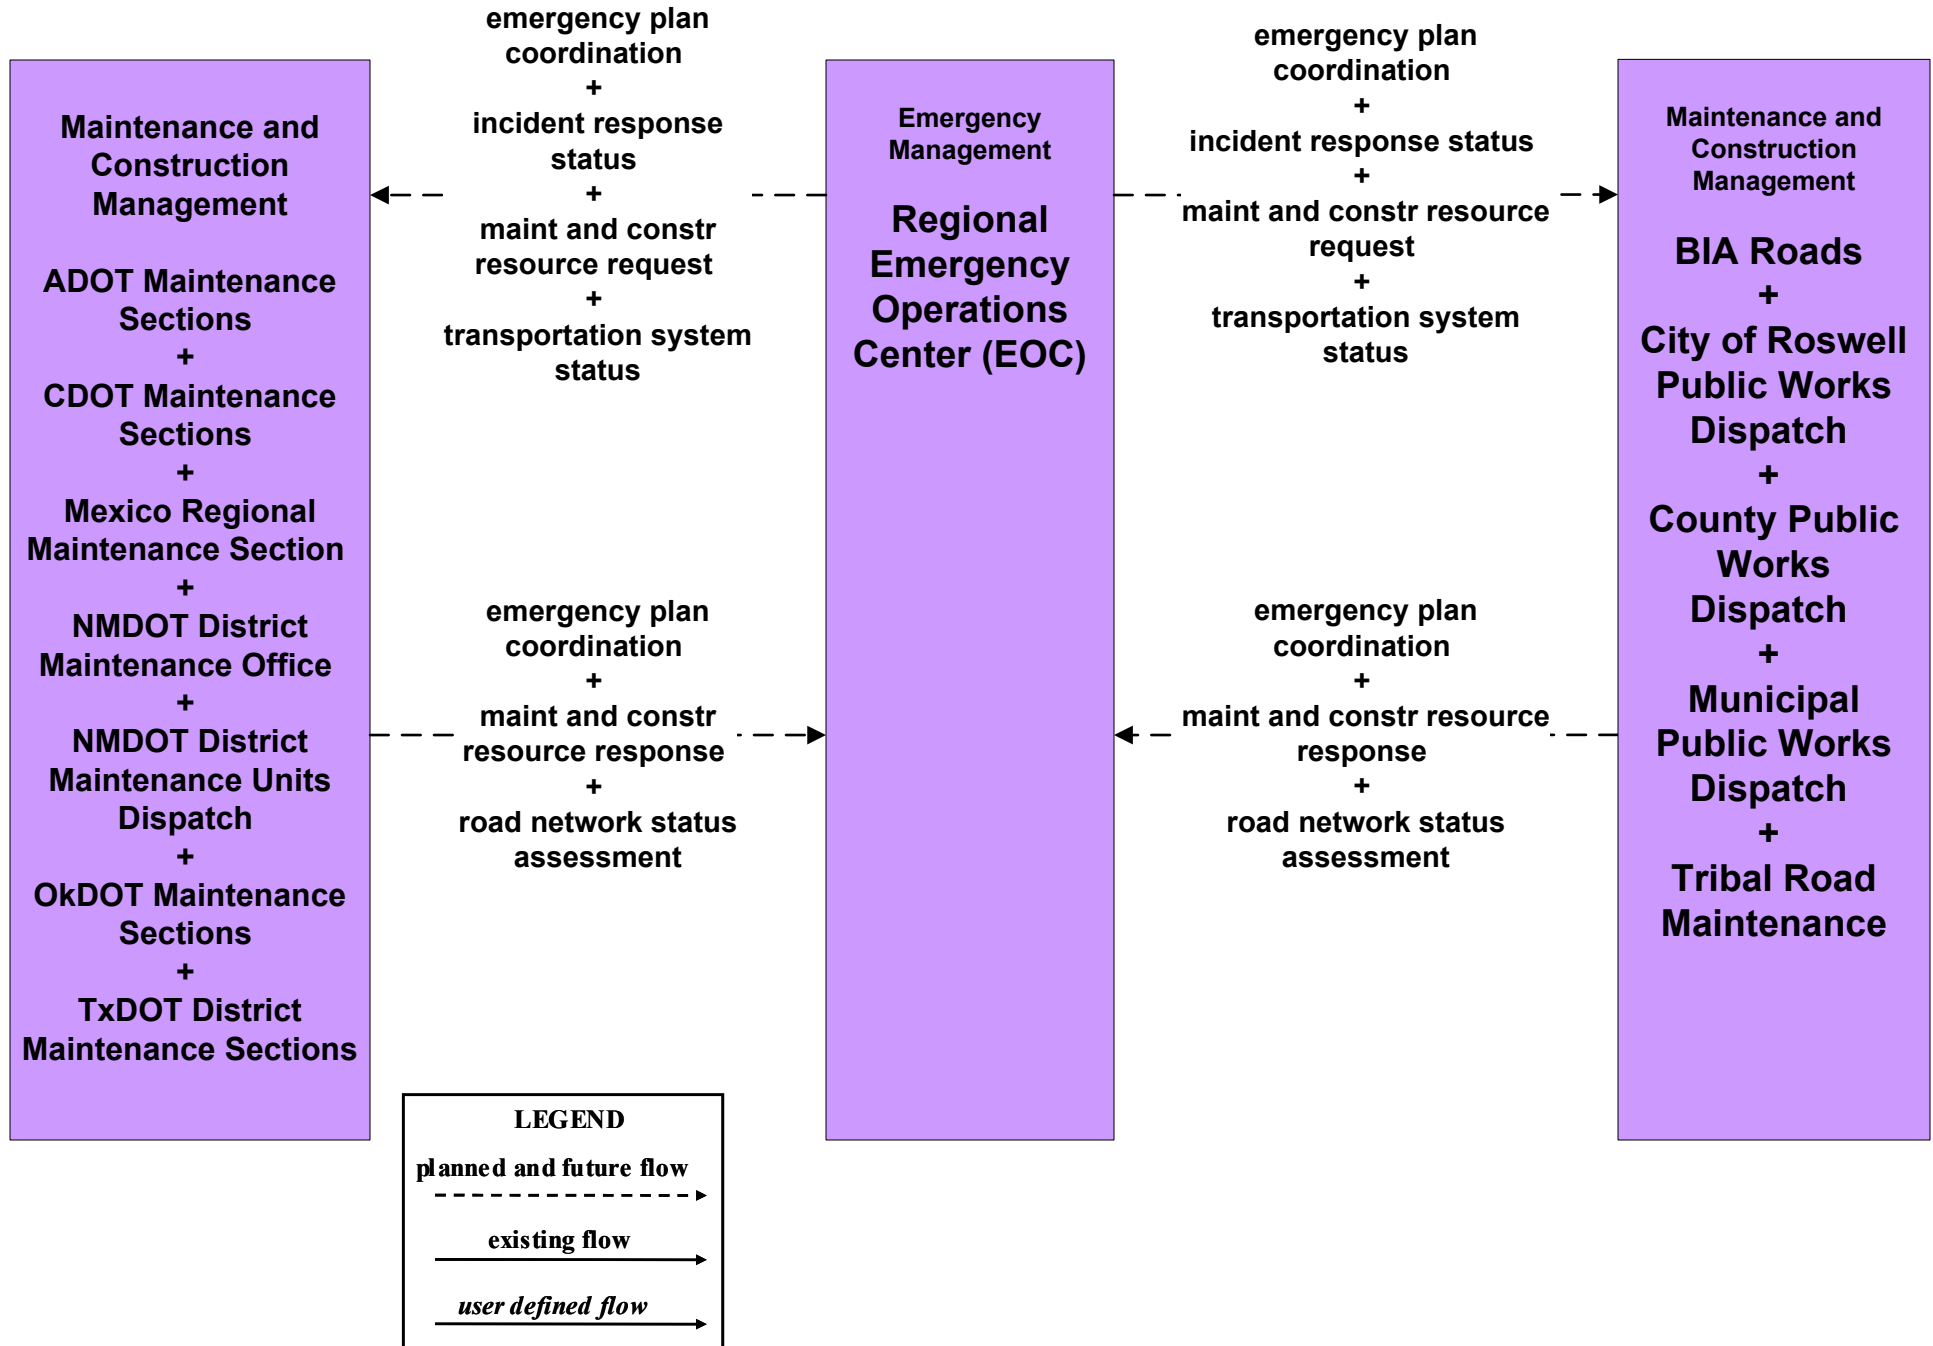 Maintenance and
Construction
Management
ADOT Maintenance
Sections
+
CDOT Maintenance
Sections
+
Mexico Regional
Maintenance Section
+
NMDOT District
Maintenance Office
+
NMDOT District
Maintenance Units
Dispatch
+
OkDOT Maintenance
Sections
+
TxDOT District
Maintenance Sections
emergency plan
coordination
+
incident response
status
+
maint and constr
resource request
+
transportation system
status
emergency plan
coordination
+
maint and constr
resource response
+
road network status
assessment
Emergency
Management
Regional
Emergency
Operations
Center (EOC)
emergency plan
coordination
+
incident response status
+
maint and constr resource
request
+
transportation system
status
emergency plan
coordination
+
maint and constr resource
response
+
road network status
assessment
Maintenance and
Construction
Management
BIA Roads
+
City of Roswell
Public Works
Dispatch
+
County Public
Works
Dispatch
+
Municipal
Public Works
Dispatch
+
Tribal Road
Maintenance
LEGEND
planned and future flow
existing flow
user defined flow